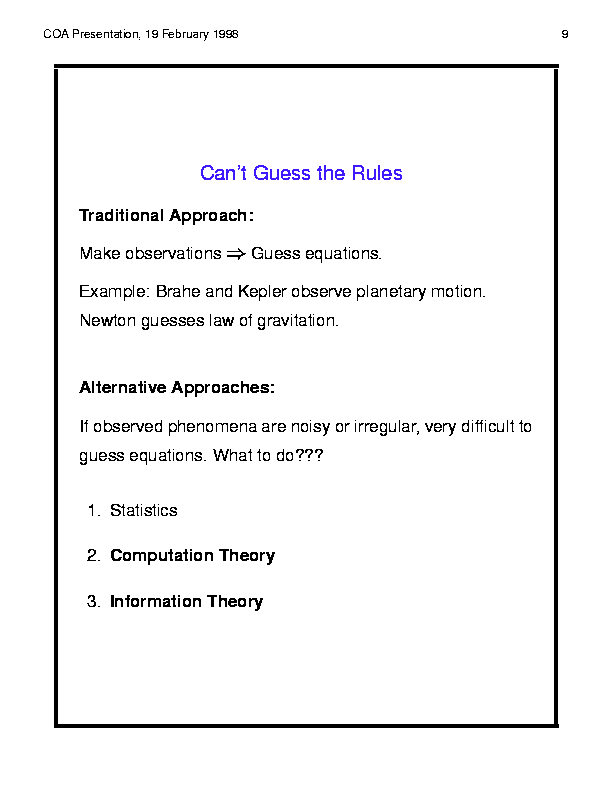 COA Presentation, 19 February 1998 9
Can't Guess the Rules
Traditional Approach:
Make observations ⇒ Guess equations.
Example: Brahe and Kepler observe planetary motion.
Newton guesses law of gravitation.
Alternative Approaches:
If observed phenomena are noisy or irregular, very difficult to
guess equations. What to do???
1. Statistics
2. Computation Theory
3. Information Theory